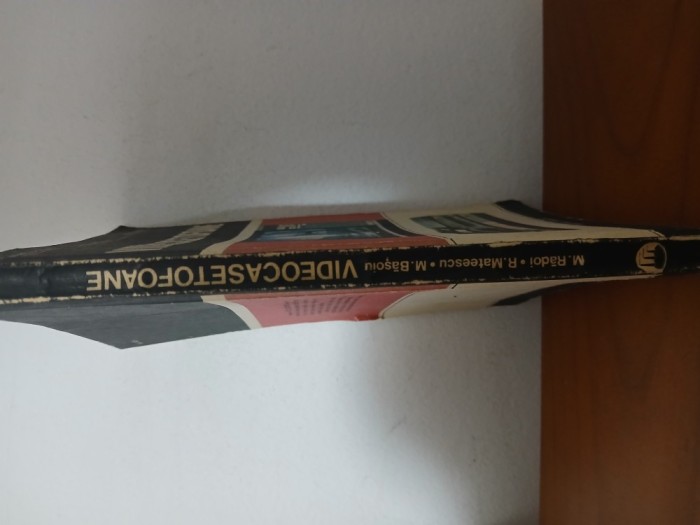 M. Rădoi • R. Mateescu • M. Bășoiu
VIDEOCASETOFOANE